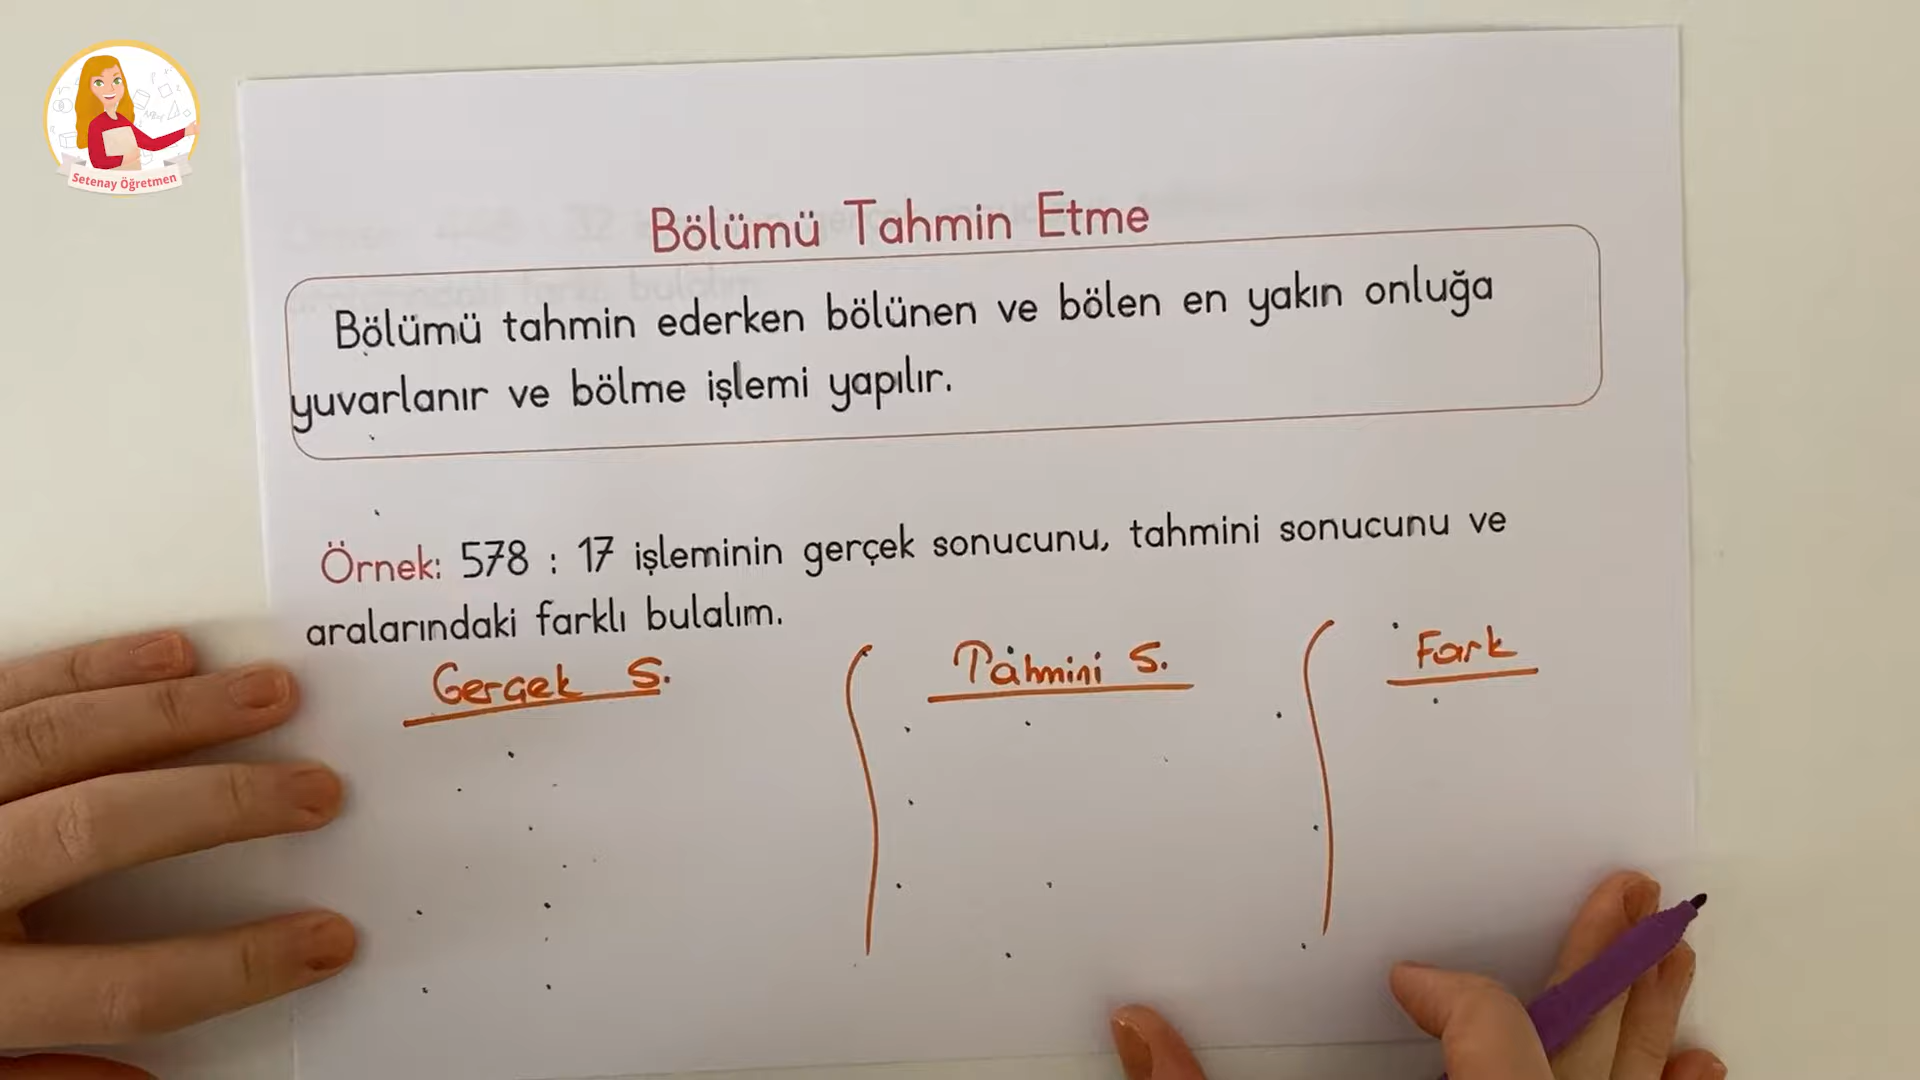 Setenay Öğretmen
Bölümü Tahmin Etme
Bölümü tahmin ederken bölünen ve bölen en yakın onluğa
yuvarlanır ve bölme işlemi yapılır.
Örnek: 578 : 17 işleminin gerçek sonucunu, tahmini sonucunu ve
aralarındaki farklı bulalım.
Gerçek S. Tahmini S. Fark